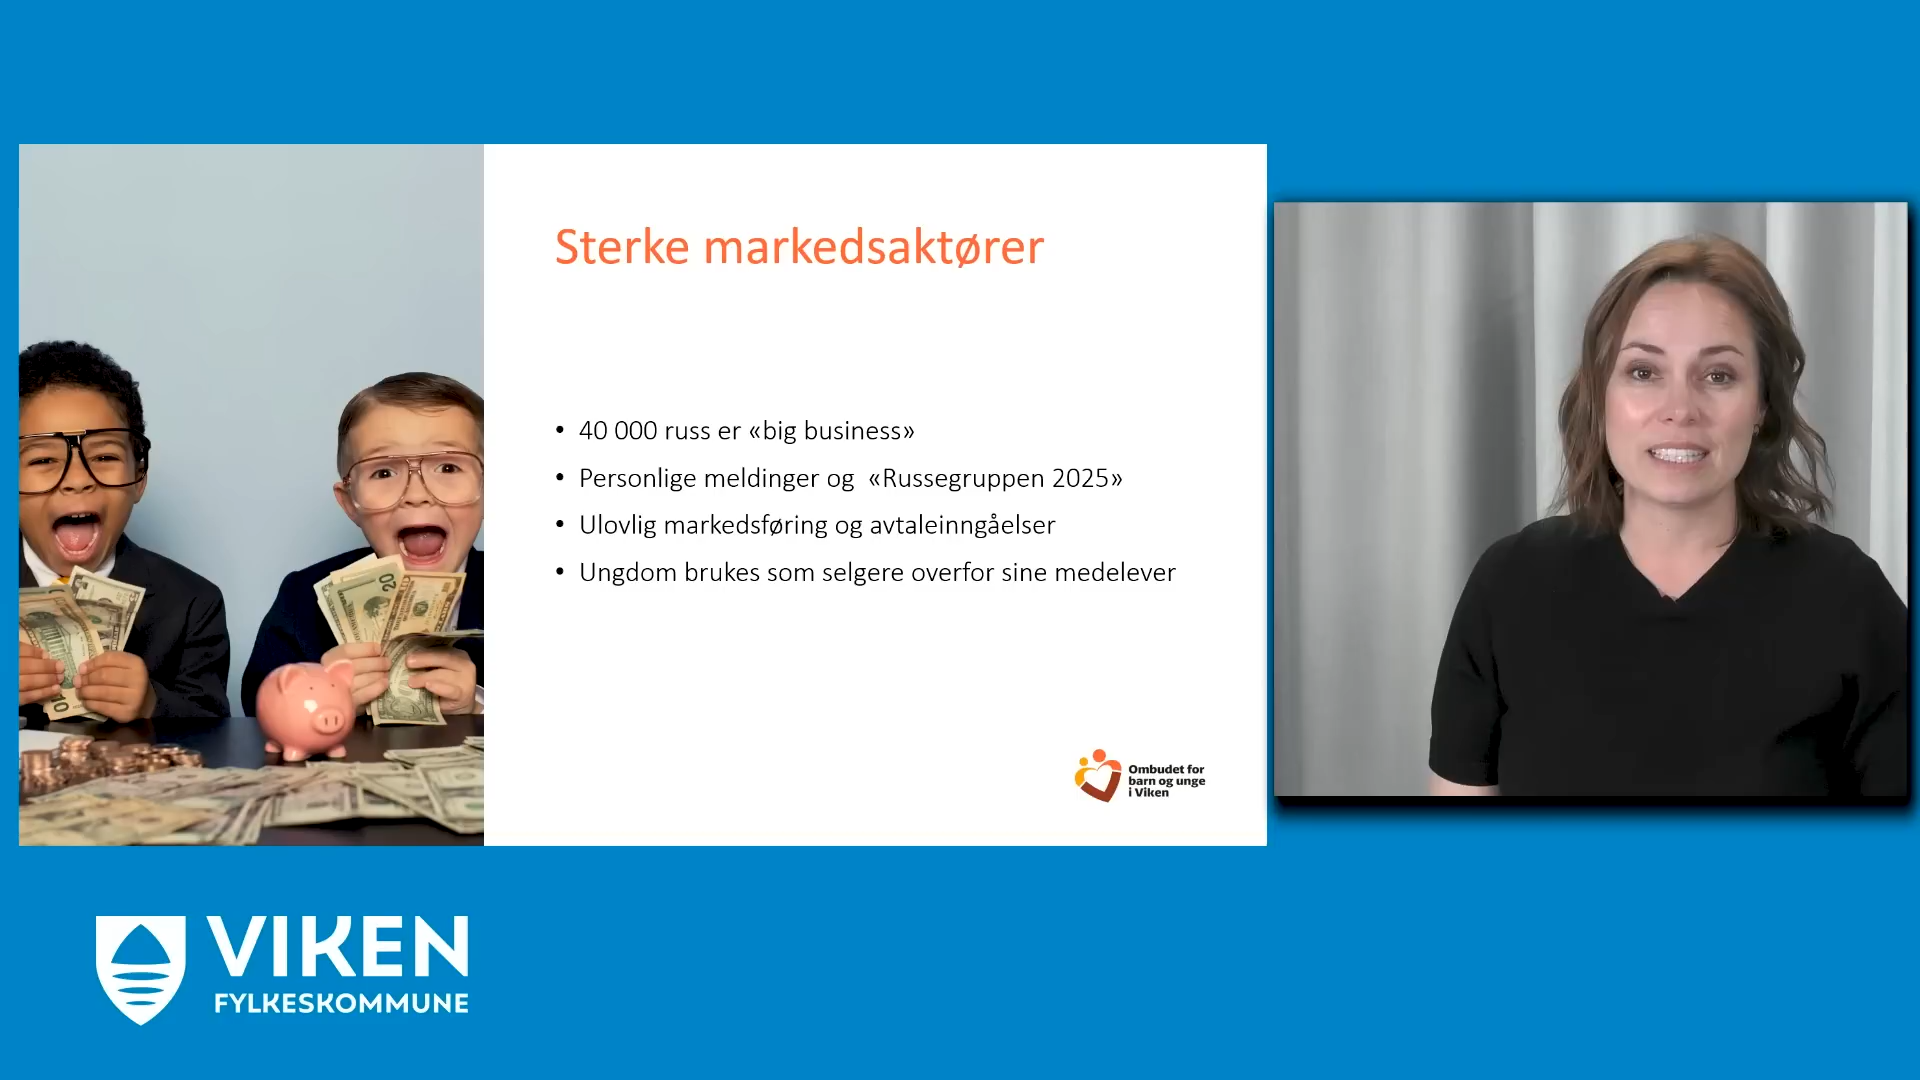 Sterke markedsaktører
• 40 000 russ er «big business»
• Personlige meldinger og «Russegruppen 2025»
• Ulovlig markedsføring og avtaleinngåelser
• Ungdom brukes som selgere overfor sine medelever
Ombudet for
barn og unge
i Viken
VIKEN
FYLKESKOMMUNE